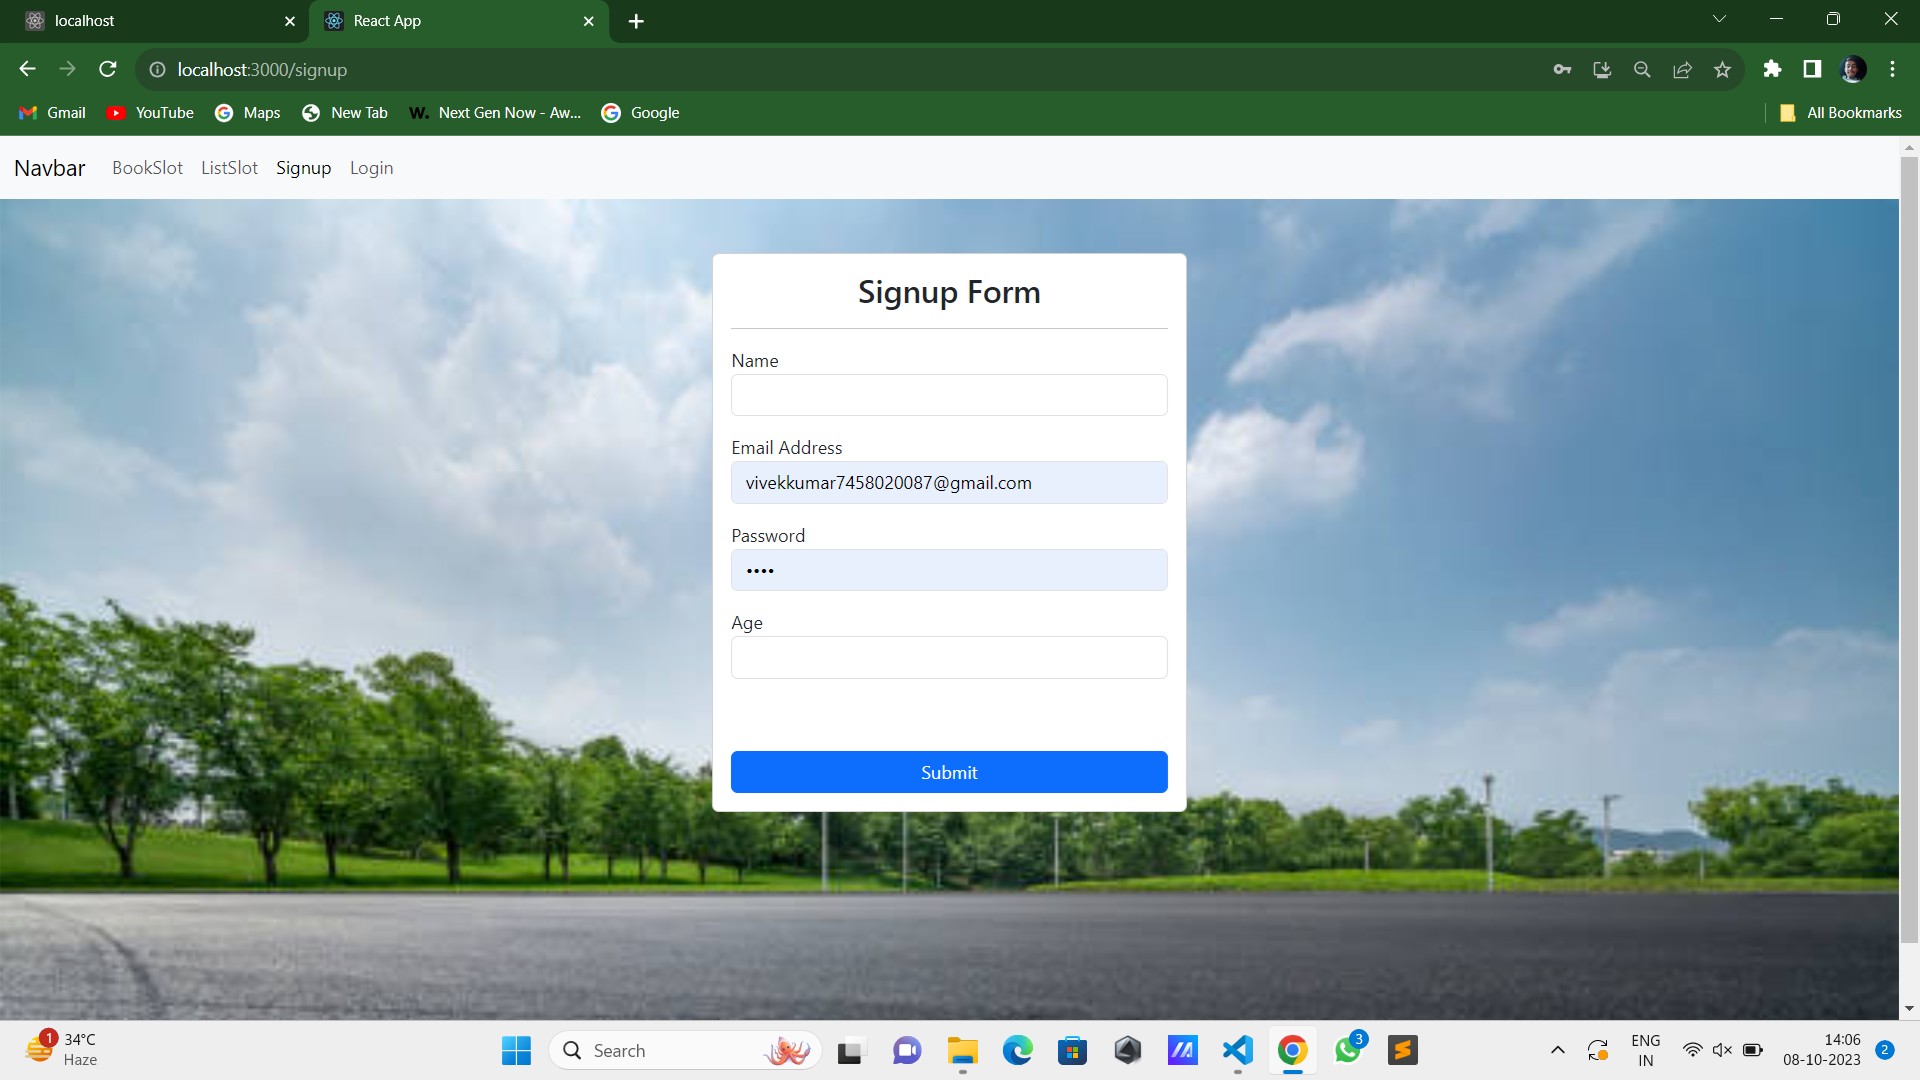 localhost
React App
localhost:3000/signup
Gmail
YouTube
Maps
New Tab
W. Next Gen Now - Aw...
Google
All Bookmarks
Navbar BookSlot ListSlot Signup Login
Signup Form
Name
Email Address
vivekkumar7458020087@gmail.com
Password
••••
Age
Submit
1
34°C
Haze
Search
3
ENG
IN
14:06
08-10-2023
2